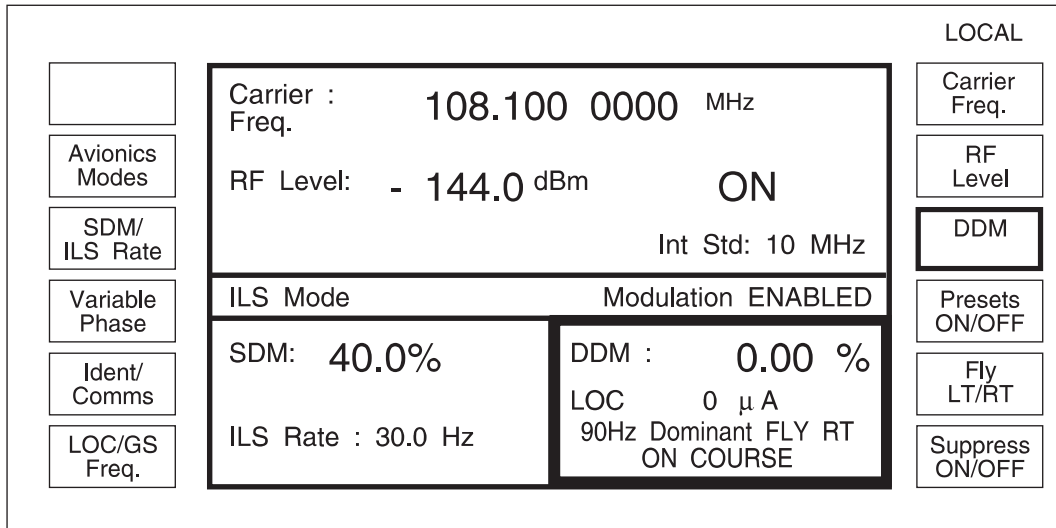 LOCAL
Avionics
Modes
SDM/
ILS Rate
Variable
Phase
Ident/
Comms
LOC/GS
Freq.
Carrier :
Freq.
108.100 0000 MHz
RF Level: - 144.0 dBm ON
Int Std: 10 MHz
ILS Mode Modulation ENABLED
SDM: 40.0%
ILS Rate : 30.0 Hz
DDM : 0.00 %
LOC 0 μ A
90Hz Dominant FLY RT
ON COURSE
Carrier
Freq.
RF
Level
DDM
Presets
ON/OFF
Fly
LT/RT
Suppress
ON/OFF